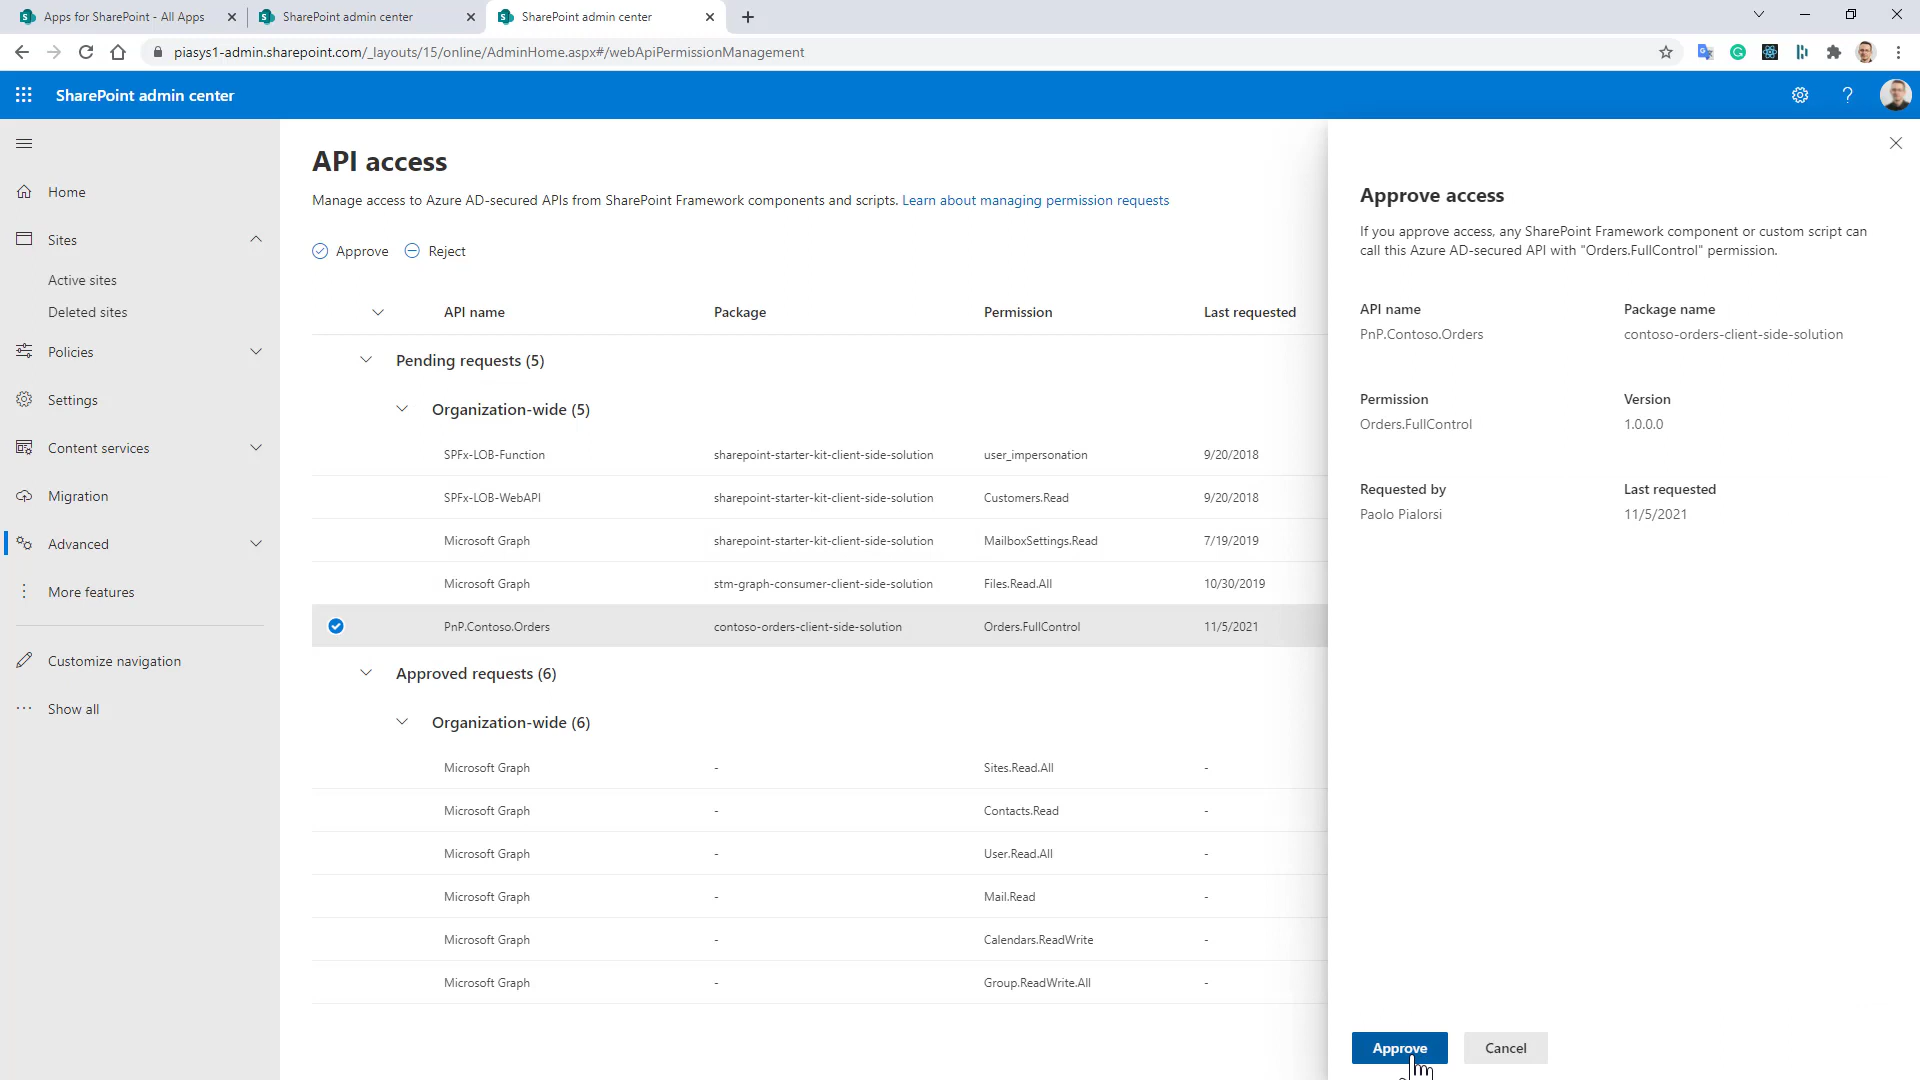 Apps for SharePoint - All Apps
SharePoint admin center
SharePoint admin center
piasys1-admin.sharepoint.com/_layouts/15/online/AdminHome.aspx#/webApiPermissionManagement
SharePoint admin center
Home
Sites
Active sites
Deleted sites
Policies
Settings
Content services
Migration
Advanced
More features
Customize navigation
Show all
API access
Manage access to Azure AD-secured APIs from SharePoint Framework components and scripts. Learn about managing permission requests
Approve Reject
API name Package Permission Last requested
Pending requests (5)
Organization-wide (5)
SPFx-LOB-Function sharepoint-starter-kit-client-side-solution user_impersonation 9/20/2018
SPFx-LOB-WebAPI sharepoint-starter-kit-client-side-solution Customers.Read 9/20/2018
Microsoft Graph sharepoint-starter-kit-client-side-solution MailboxSettings.Read 7/19/2019
Microsoft Graph stm-graph-consumer-client-side-solution Files.Read.All 10/30/2019
PnP.Contoso.Orders contoso-orders-client-side-solution Orders.FullControl 11/5/2021
Approved requests (6)
Organization-wide (6)
Microsoft Graph - Sites.Read.All -
Microsoft Graph - Contacts.Read -
Microsoft Graph - User.Read.All -
Microsoft Graph - Mail.Read -
Microsoft Graph - Calendars.ReadWrite -
Microsoft Graph - Group.ReadWrite.All -
Approve access
If you approve access, any SharePoint Framework component or custom script can
call this Azure AD-secured API with "Orders.FullControl" permission.
API name Package name
PnP.Contoso.Orders contoso-orders-client-side-solution
Permission Version
Orders.FullControl 1.0.0.0
Requested by Last requested
Paolo Pialorsi 11/5/2021
Approve Cancel